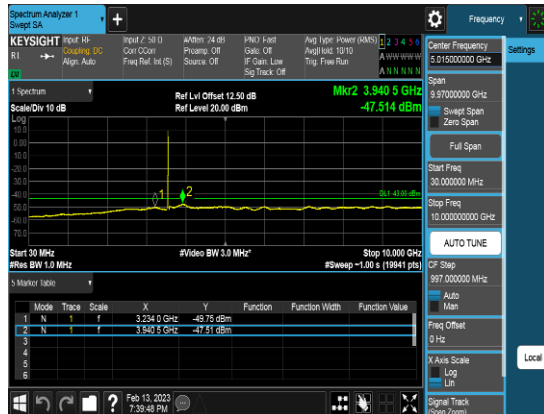 Spectrum Analyzer 1
Swept SA
+
Frequency
KEYSIGHT
R1
Input: RF
Coupling: DC
Align: Auto
Input Z: 50 Ω
Corr CCorr
Freq Ref: Int (S)
#Atten: 24 dB
Preamp: Off
Source: Off
PNO: Fast
Gate: Off
IF Gain: Low
Sig Track: Off
Avg Type: Power (RMS)
Avg|Hold: 10/10
Trig: Free Run
1 2 3 4 5 6
A W W W W W
A N N N N N
1 Spectrum
Scale/Div 10 dB
Ref Lvl Offset 12.50 dB
Ref Level 20.00 dBm
Mkr2 3.940 5 GHz
-47.514 dBm
Log
10.0
0.00
-10.0
-20.0
-30.0
-40.0
-50.0
-60.0
-70.0
1
2
DL1 -43.00 dBm
Start 30 MHz
#Res BW 1.0 MHz
#Video BW 3.0 MHz*
Stop 10.000 GHz
#Sweep ~1.00 s (19941 pts)
5 Marker Table
Mode Trace Scale X Y Function Function Width Function Value
1 N 1 f 3.234 0 GHz -49.75 dBm
2 N 1 f 3.940 5 GHz -47.51 dBm
3
4
5
6
Feb 13, 2023
7:39:48 PM
Center Frequency
5.015000000 GHz
Settings
Span
9.97000000 GHz
Swept Span
Zero Span
Full Span
Start Freq
30.000000 MHz
Stop Freq
10.000000000 GHz
AUTO TUNE
CF Step
997.000000 MHz
Auto
Man
Freq Offset
0 Hz
X Axis Scale
Log
Lin
Local
Signal Track
(Span Zoom)